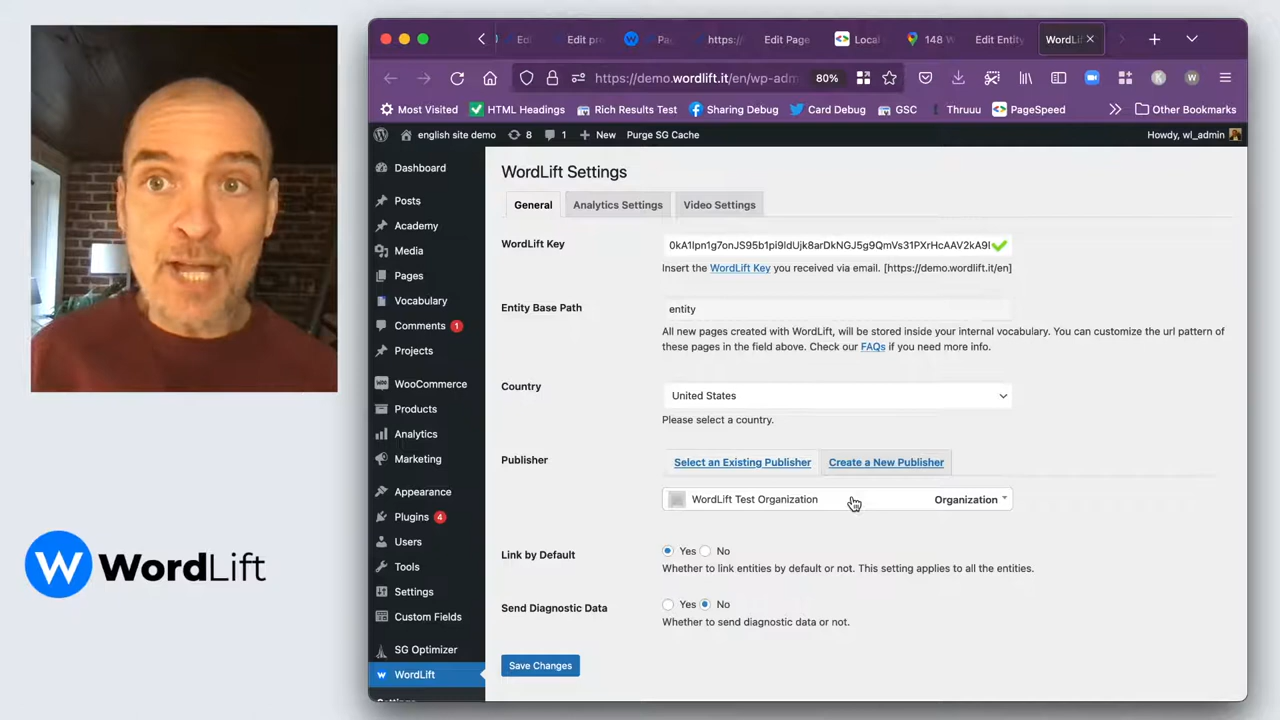 Edi
Edit pr
Pa
https:
Edit Page
Local
148 W
Edit Entity
WordLif
https://demo.wordlift.it/en/wp-adm
80%
K
W
Most Visited
HTML Headings
Rich Results Test
Sharing Debug
Card Debug
GSC
Thruuu
PageSpeed
Other Bookmarks
english site demo
8
1
New
Purge SG Cache
Howdy, wl_admin
Dashboard
Posts
Academy
Media
Pages
Vocabulary
Comments 1
Projects
WooCommerce
Products
Analytics
Marketing
Appearance
Plugins 4
Users
Tools
Settings
Custom Fields
SG Optimizer
WordLift
WordLift Settings
General
Analytics Settings
Video Settings
WordLift Key
Insert the WordLift Key you received via email. [https://demo.wordlift.it/en]
Entity Base Path
entity
All new pages created with WordLift, will be stored inside your internal vocabulary. You can customize the url pattern of
these pages in the field above. Check our FAQs if you need more info.
Country
United States
Please select a country.
Publisher
Select an Existing Publisher
Create a New Publisher
WordLift Test Organization
Organization
Link by Default
Yes No
Whether to link entities by default or not. This setting applies to all the entities.
Send Diagnostic Data
Yes No
Whether to send diagnostic data or not.
Save Changes
W WordLift